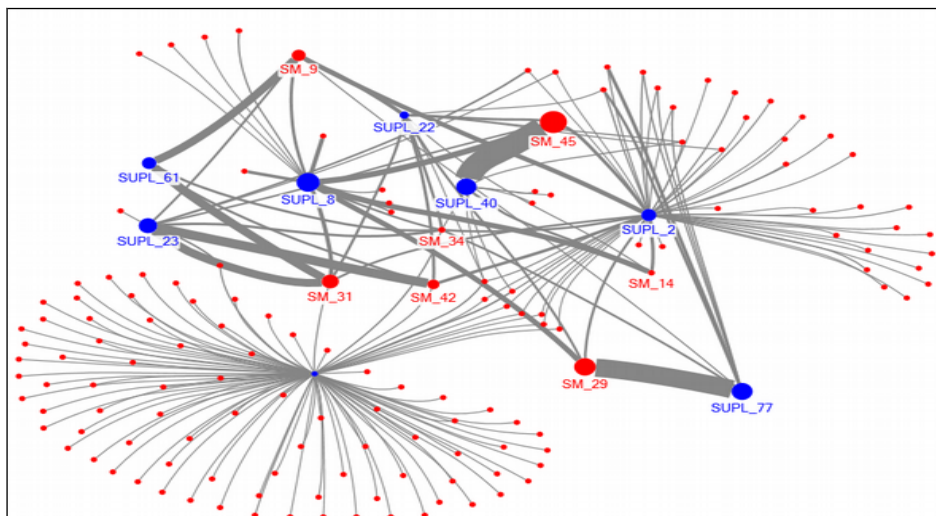 SM_9
SUPL_22
SM_45
SUPL_61
SUPL_8
SUPL_40
SUPL_23
SM_34
SUPL_2
SM_14
SM_31
SM_42
SM_29
SUPL_77